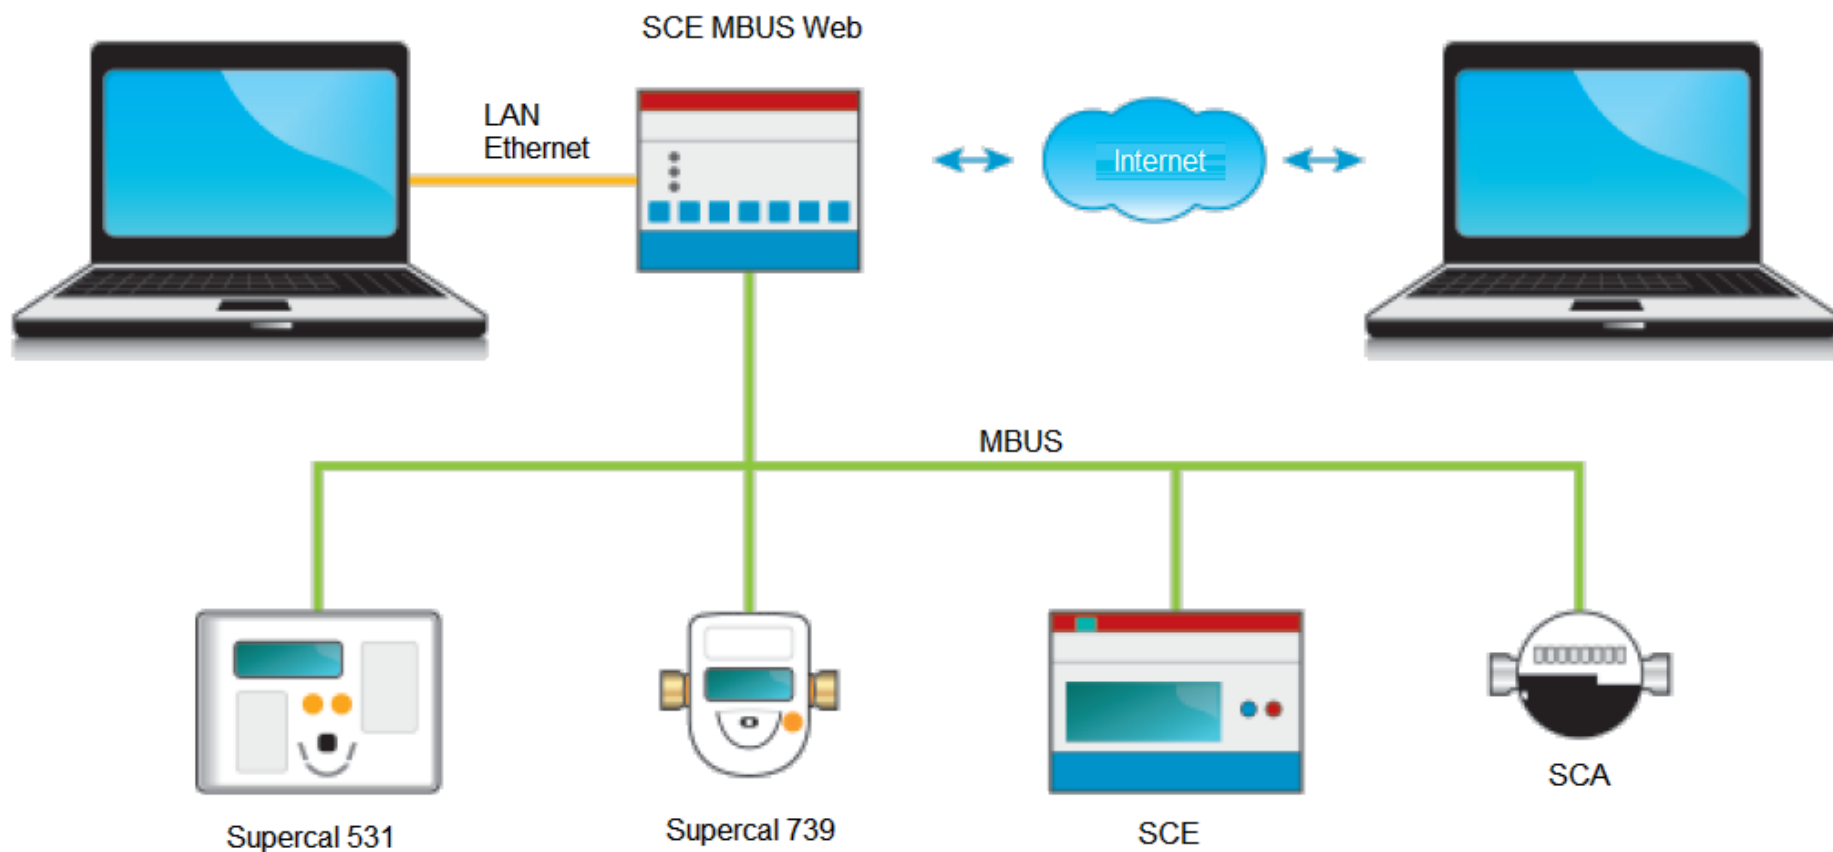 SCE MBUS Web
LAN
Ethernet
Internet
MBUS
Supercal 531
Supercal 739
SCE
SCA